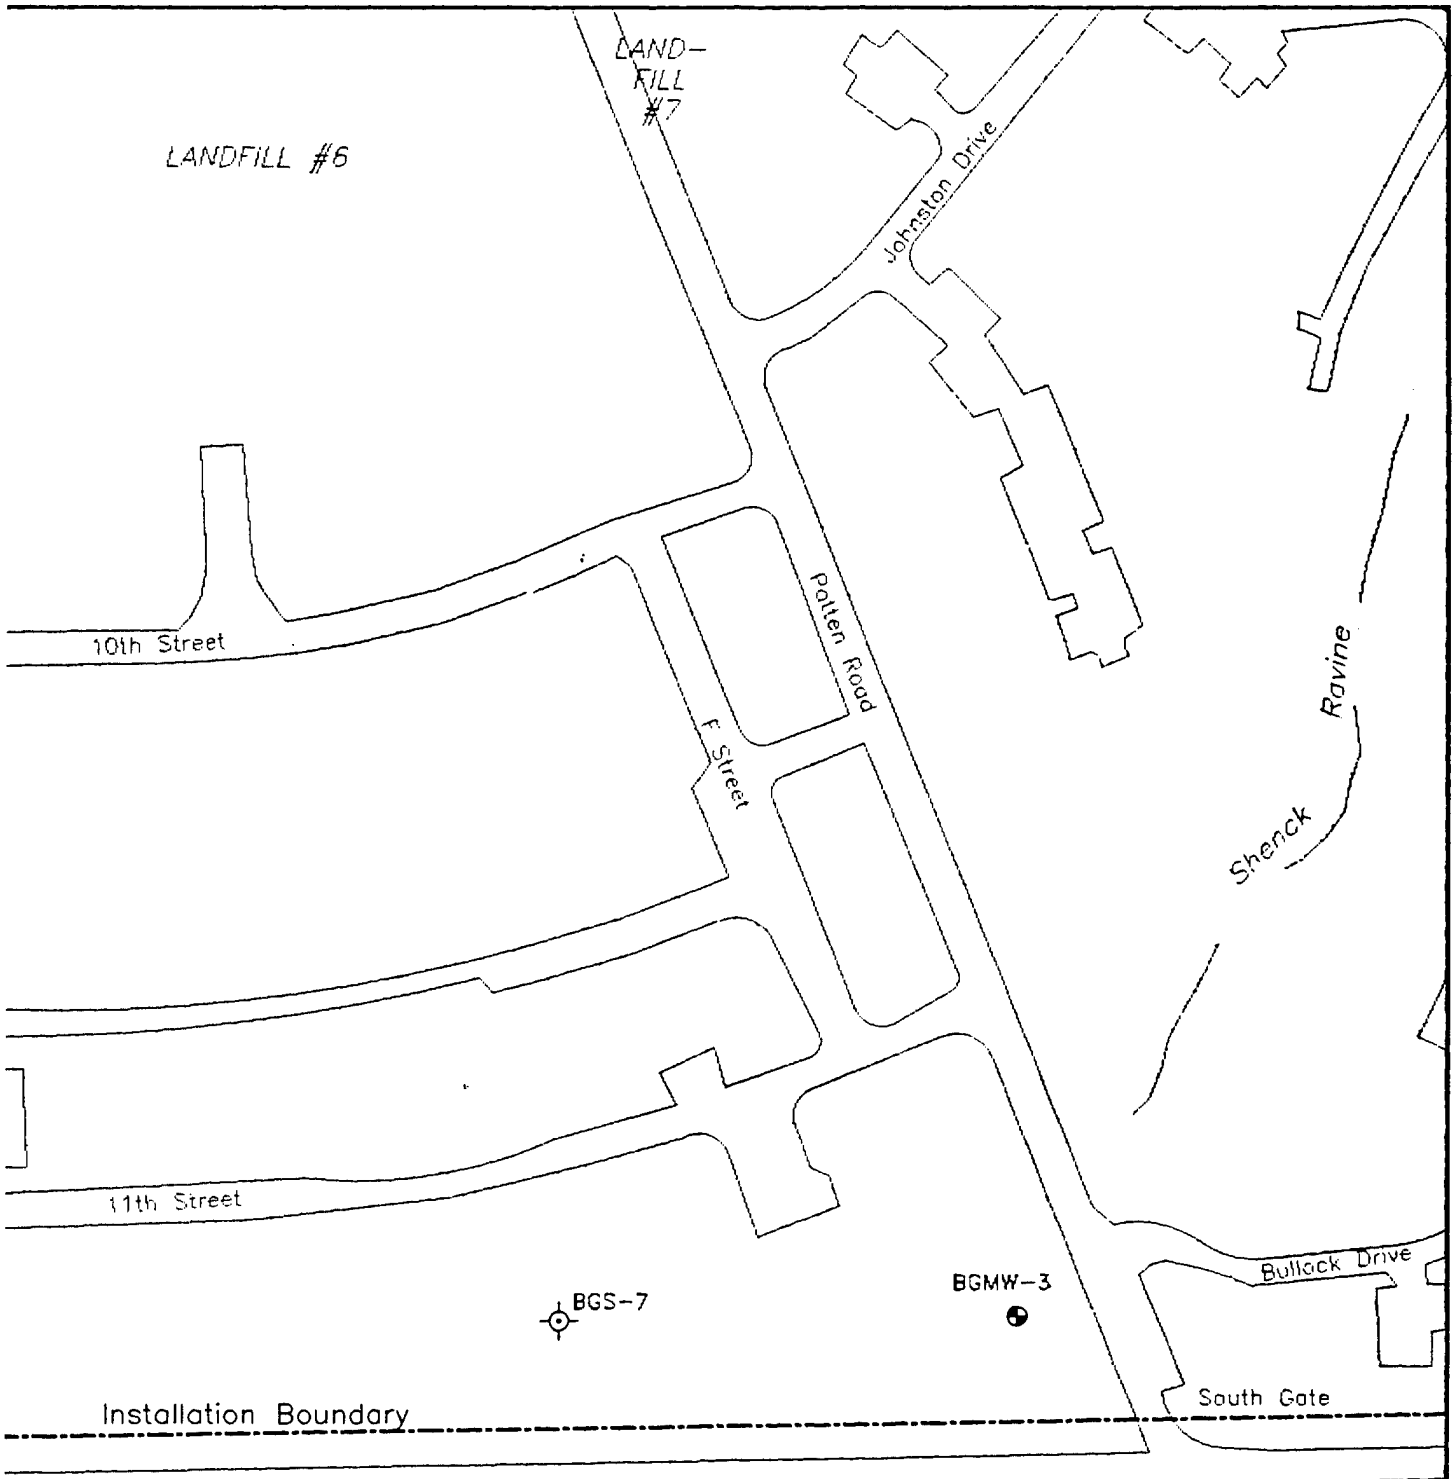 LAND-
FILL
#7
LANDFILL #6
Johnston Drive
10th Street
Patten Road
F Street
Ravine
Shenck
11th Street
Bullock Drive
BGMW-3
BGS-7
South Gate
Installation Boundary